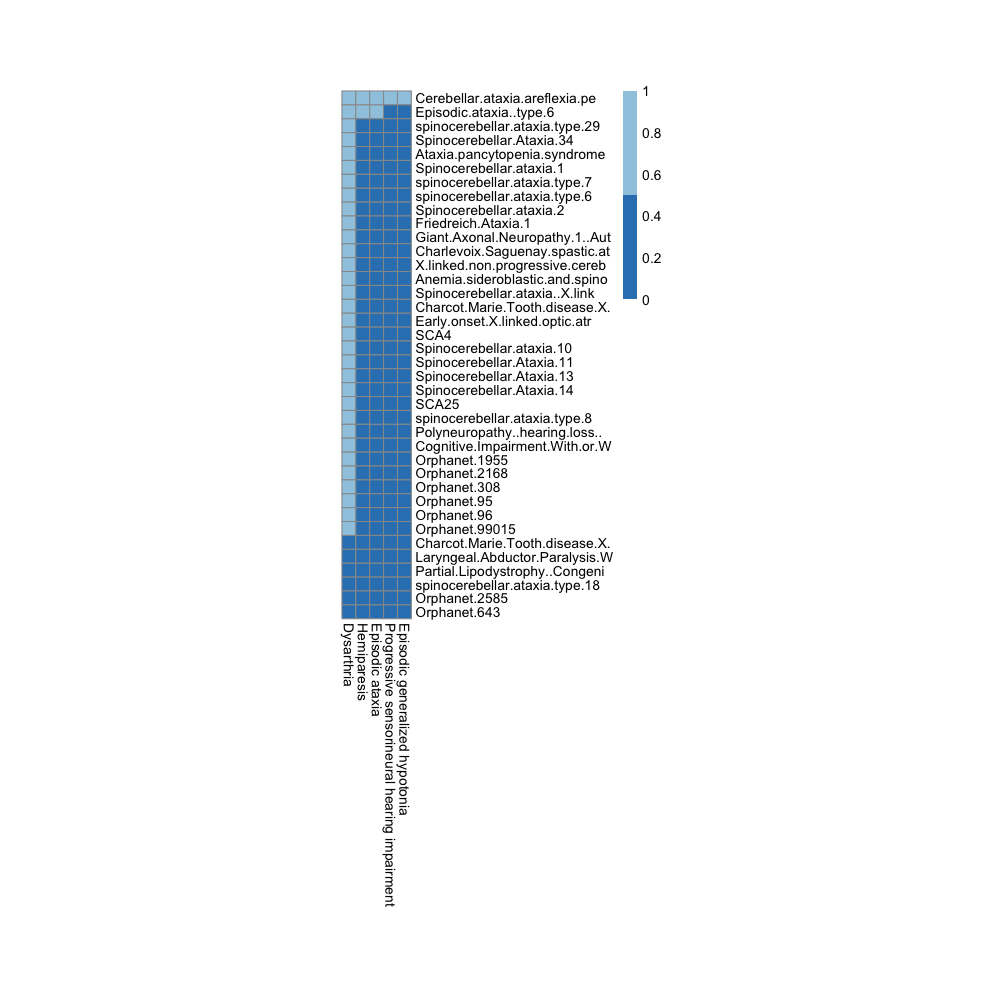 Cerebellar.ataxia.areflexia.pe
Episodic.ataxia..type.6
spinocerebellar.ataxia.type.29
Spinocerebellar.Ataxia.34
Ataxia.pancytopenia.syndrome
Spinocerebellar.ataxia.1
spinocerebellar.ataxia.type.7
spinocerebellar.ataxia.type.6
Spinocerebellar.ataxia.2
Friedreich.Ataxia.1
Giant.Axonal.Neuropathy.1..Aut
Charlevoix.Saguenay.spastic.at
X.linked.non.progressive.cereb
Anemia.sideroblastic.and.spino
Spinocerebellar.ataxia..X.link
Charcot.Marie.Tooth.disease.X.
Early.onset.X.linked.optic.atr
SCA4
Spinocerebellar.ataxia.10
Spinocerebellar.Ataxia.11
Spinocerebellar.Ataxia.13
Spinocerebellar.Ataxia.14
SCA25
spinocerebellar.ataxia.type.8
Polyneuropathy..hearing.loss..
Cognitive.Impairment.With.or.W
Orphanet.1955
Orphanet.2168
Orphanet.308
Orphanet.95
Orphanet.96
Orphanet.99015
Charcot.Marie.Tooth.disease.X.
Laryngeal.Abductor.Paralysis.W
Partial.Lipodystrophy..Congeni
spinocerebellar.ataxia.type.18
Orphanet.2585
Orphanet.643
1
0.8
0.6
0.4
0.2
0
Dysarthria
Hemiparesis
Episodic ataxia
Progressive sensorineural hearing impairment
Episodic generalized hypotonia